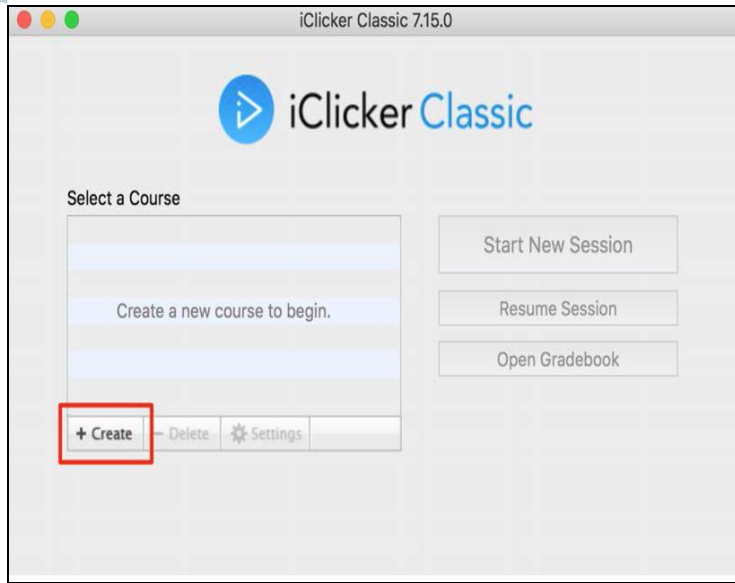 iClicker Classic 7.15.0
iClicker Classic
Select a Course
Start New Session
Create a new course to begin.
Resume Session
Open Gradebook
+ Create
− Delete
Settings